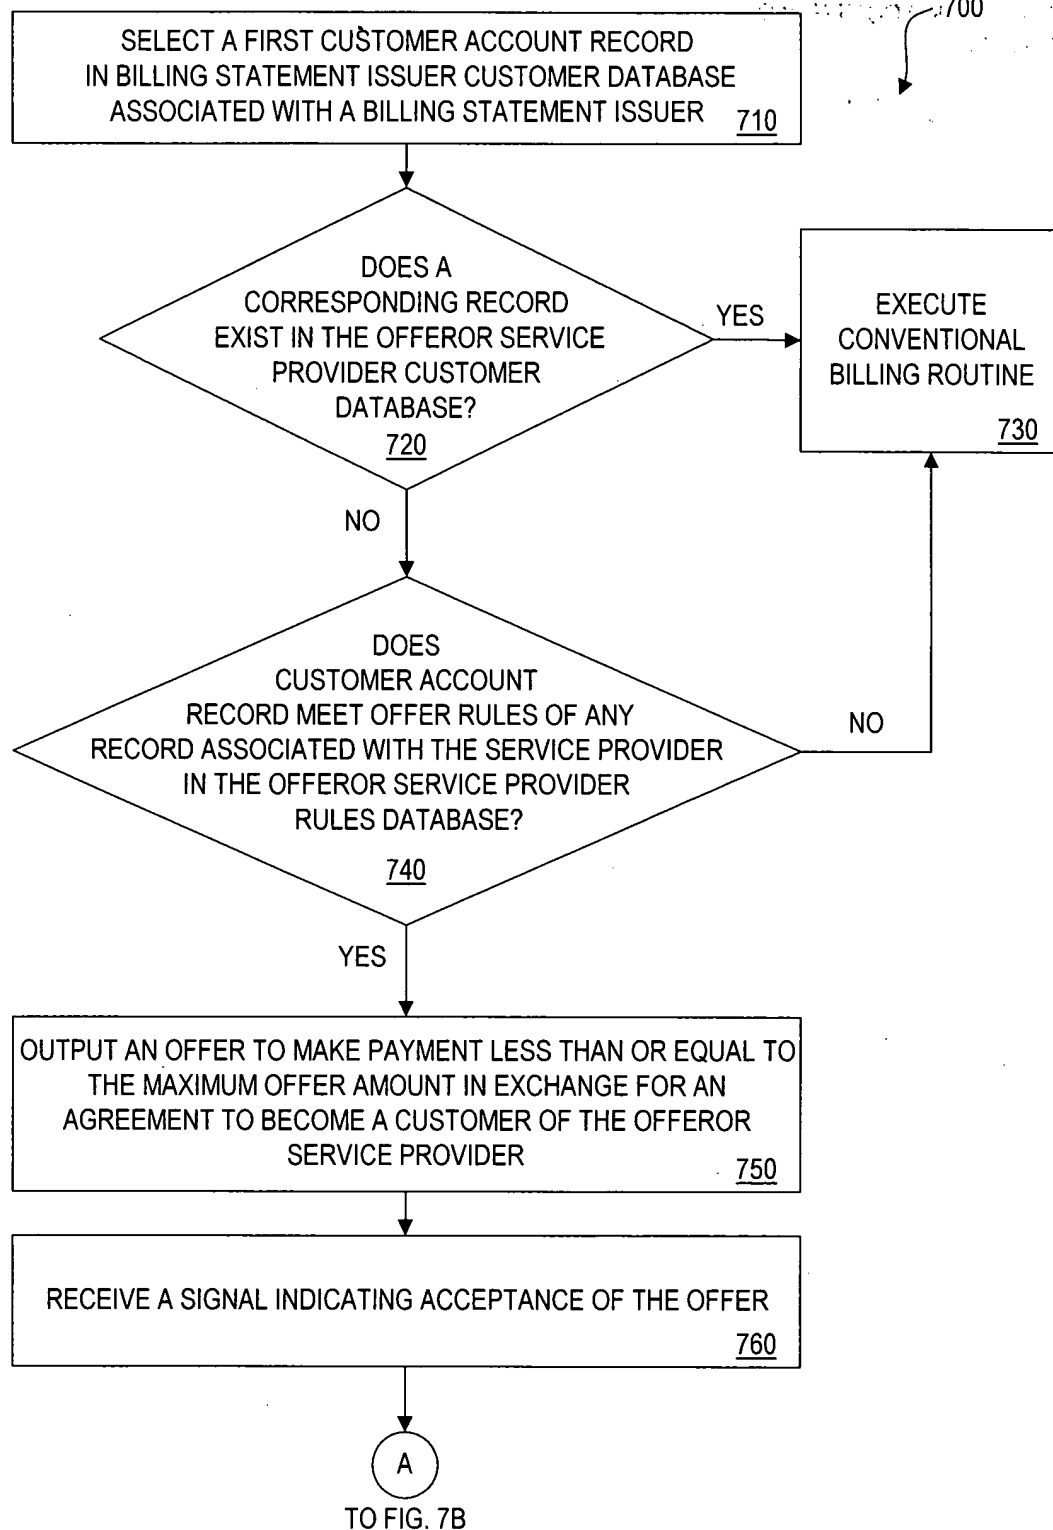 700
SELECT A FIRST CUSTOMER ACCOUNT RECORD
IN BILLING STATEMENT ISSUER CUSTOMER DATABASE
ASSOCIATED WITH A BILLING STATEMENT ISSUER
710
DOES A
CORRESPONDING RECORD
EXIST IN THE OFFEROR SERVICE
PROVIDER CUSTOMER
DATABASE?
720
YES
EXECUTE
CONVENTIONAL
BILLING ROUTINE
730
NO
DOES
CUSTOMER ACCOUNT
RECORD MEET OFFER RULES OF ANY
RECORD ASSOCIATED WITH THE SERVICE PROVIDER
IN THE OFFEROR SERVICE PROVIDER
RULES DATABASE?
740
NO
YES
OUTPUT AN OFFER TO MAKE PAYMENT LESS THAN OR EQUAL TO
THE MAXIMUM OFFER AMOUNT IN EXCHANGE FOR AN
AGREEMENT TO BECOME A CUSTOMER OF THE OFFEROR
SERVICE PROVIDER
750
RECEIVE A SIGNAL INDICATING ACCEPTANCE OF THE OFFER
760
A
TO FIG. 7B